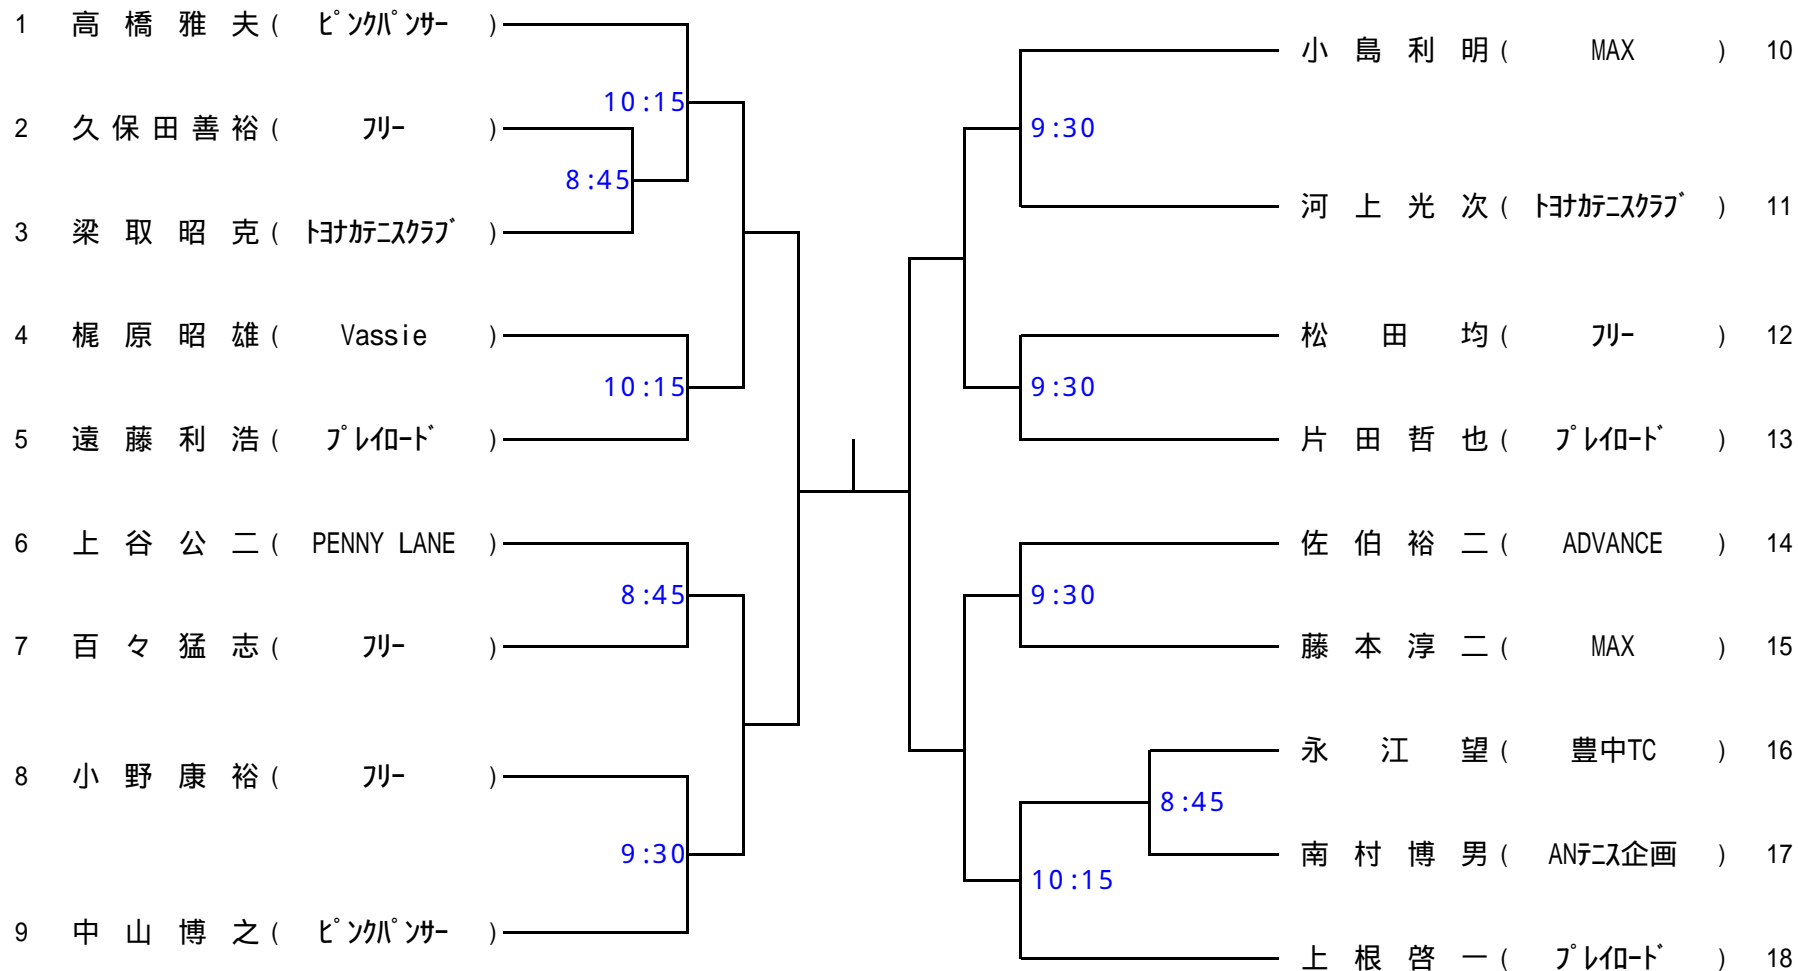 1 高橋雅夫( ﾋﾟﾝｸﾊﾟﾝｻｰ )
10:15
2 久保田善裕( ﾌﾘｰ )
8:45
3 梁取昭克( ﾄﾖﾅｶﾃﾆｽｸﾗﾌﾞ )
4 梶原昭雄( Vassie )
10:15
5 遠藤利浩( ﾌﾟﾚｲﾛｰﾄﾞ )
6 上谷公二( PENNY LANE )
8:45
7 百々猛志( ﾌﾘｰ )
8 小野康裕( ﾌﾘｰ )
9:30
9 中山博之( ﾋﾟﾝｸﾊﾟﾝｻｰ )
小島利明( MAX ) 10
9:30
河上光次( ﾄﾖﾅｶﾃﾆｽｸﾗﾌﾞ ) 11
松田均( ﾌﾘｰ ) 12
9:30
片田哲也( ﾌﾟﾚｲﾛｰﾄﾞ ) 13
佐伯裕二( ADVANCE ) 14
9:30
藤本淳二( MAX ) 15
永江望( 豊中TC ) 16
8:45
南村博男( ANﾃﾆｽ企画 ) 17
10:15
上根啓一( ﾌﾟﾚｲﾛｰﾄﾞ ) 18